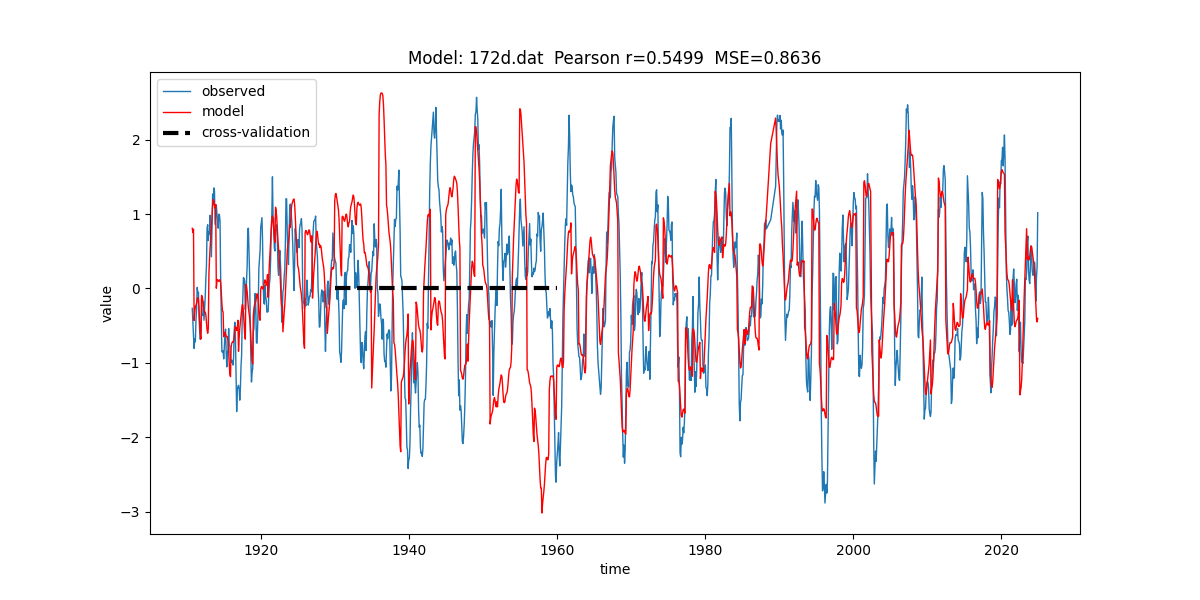 Model: 172d.dat  Pearson r=0.5499  MSE=0.8636
observed
model
cross-validation
value
2
1
0
−1
−2
−3
1920 1940 1960 1980 2000 2020
time